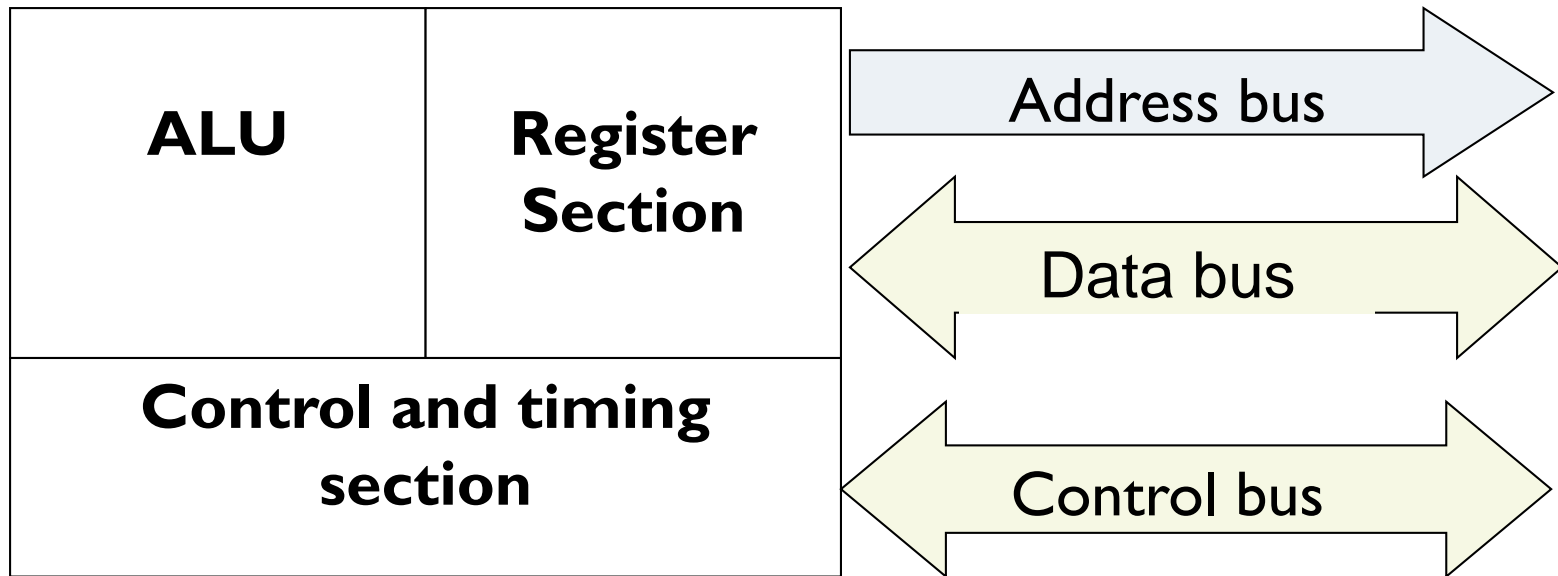 ALU
Register
Section
Control and timing
section
Address bus
Data bus
Control bus